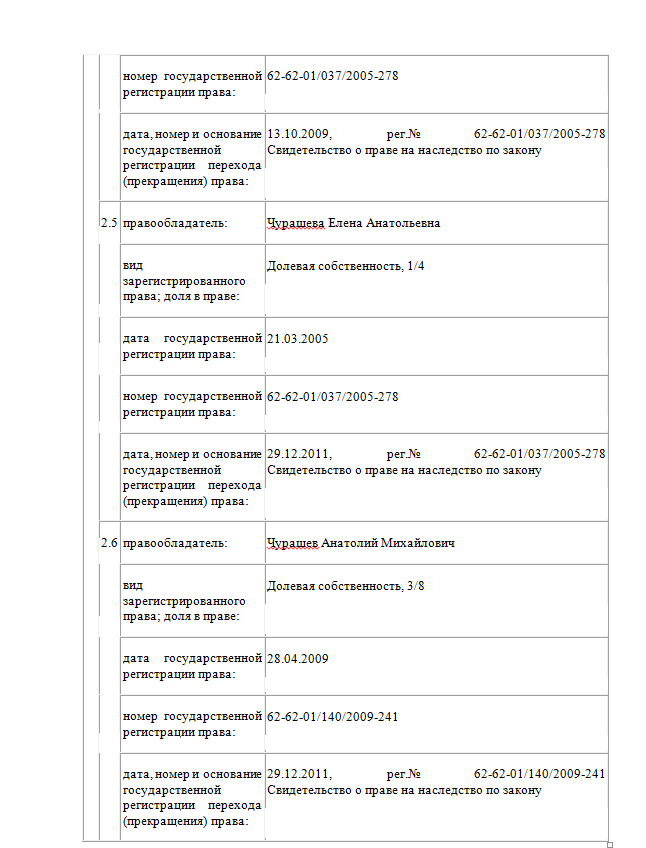 номер государственной 62-62-01/037/2005-278
регистрации права:
дата, номер и основание 13.10.2009, рег.№ 62-62-01/037/2005-278
государственной Свидетельство о праве на наследство по закону
регистрации перехода
(прекращения) права:
2.5 правообладатель: Чурашева Елена Анатольевна
вид Долевая собственность, 1/4
зарегистрированного
права; доля в праве:
дата государственной 21.03.2005
регистрации права:
номер государственной 62-62-01/037/2005-278
регистрации права:
дата, номер и основание 29.12.2011, рег.№ 62-62-01/037/2005-278
государственной Свидетельство о праве на наследство по закону
регистрации перехода
(прекращения) права:
2.6 правообладатель: Чурашев Анатолий Михайлович
вид Долевая собственность, 3/8
зарегистрированного
права; доля в праве:
дата государственной 28.04.2009
регистрации права:
номер государственной 62-62-01/140/2009-241
регистрации права:
дата, номер и основание 29.12.2011, рег.№ 62-62-01/140/2009-241
государственной Свидетельство о праве на наследство по закону
регистрации перехода
(прекращения) права: